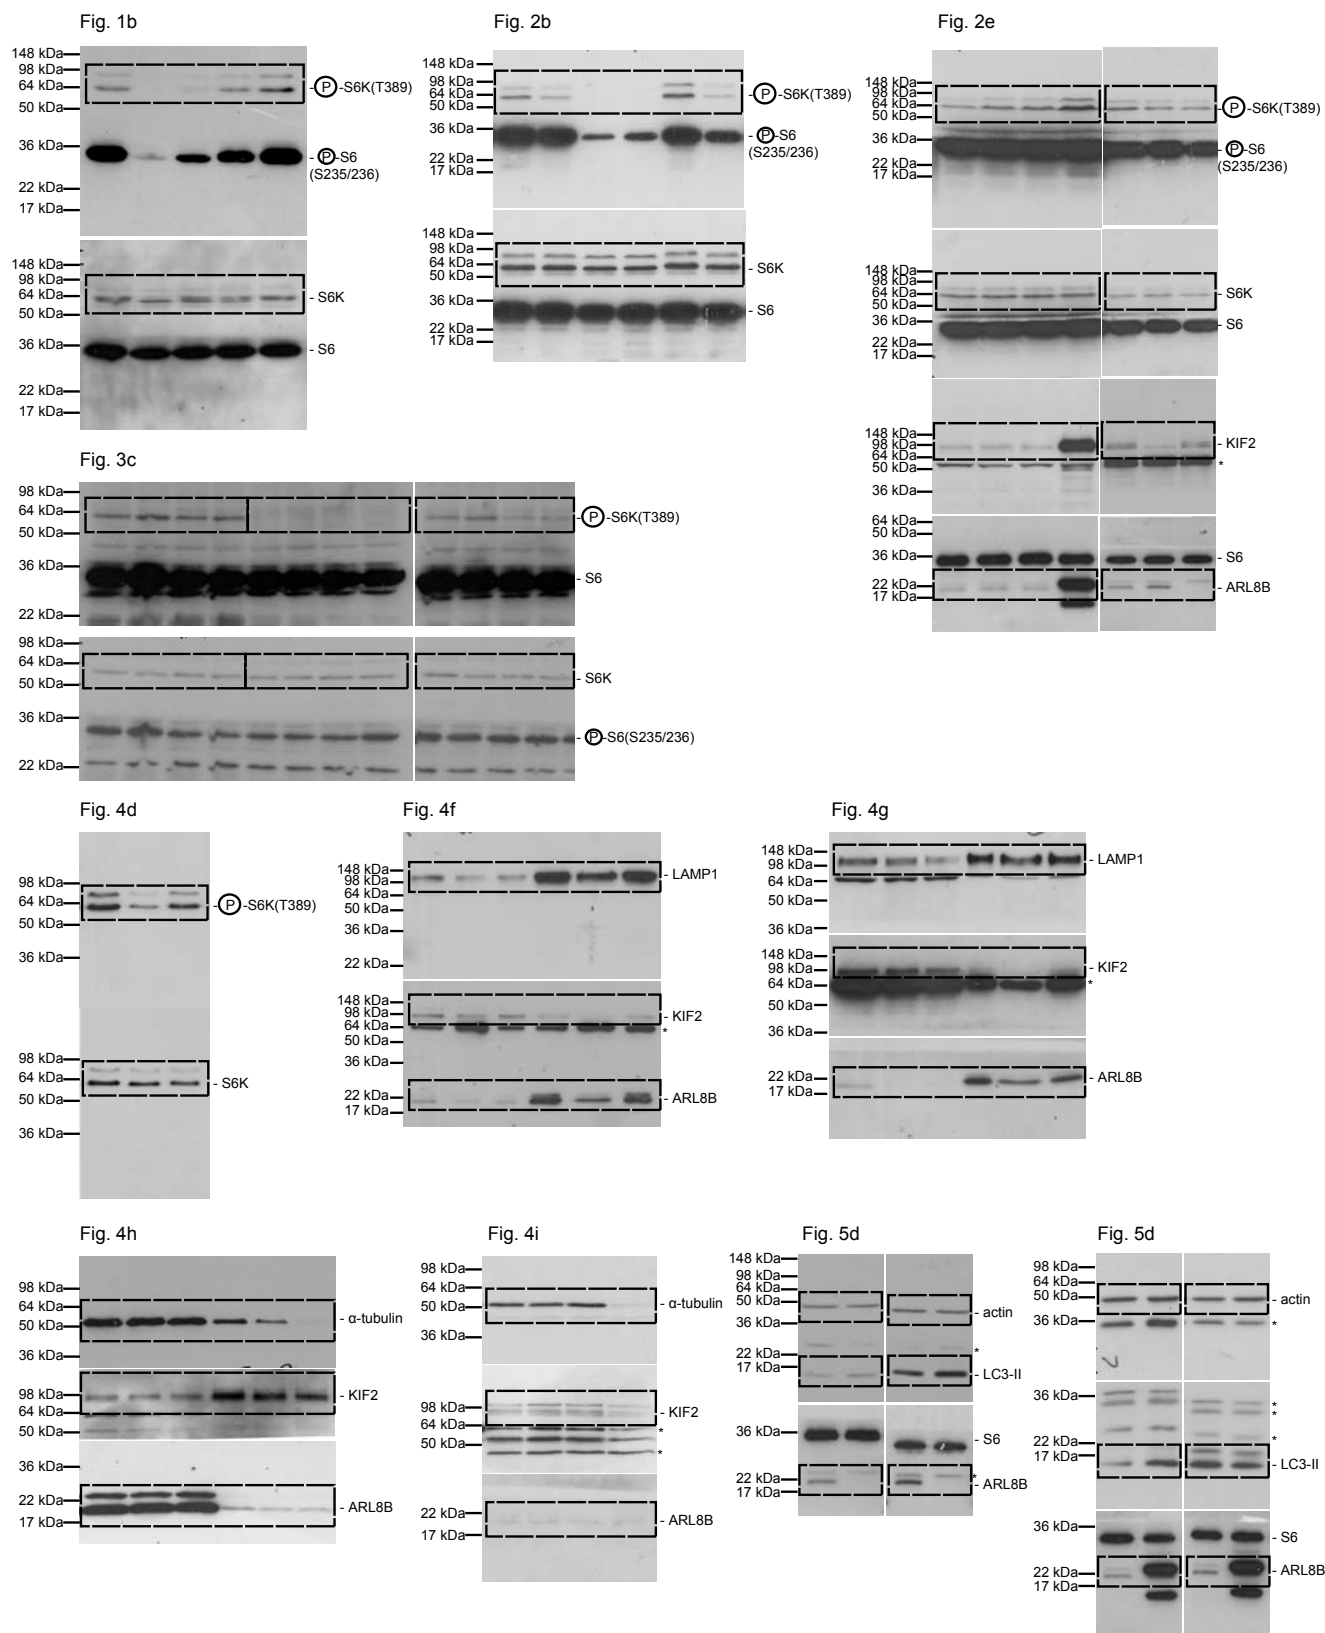 Fig. 1b
148 kDa
98 kDa
64 kDa
50 kDa
36 kDa
22 kDa
17 kDa
P-S6K(T389)
P-S6
(S235/236)
148 kDa
98 kDa
64 kDa
50 kDa
36 kDa
22 kDa
17 kDa
- S6K
- S6
Fig. 2b
148 kDa
98 kDa
64 kDa
50 kDa
36 kDa
22 kDa
17 kDa
P-S6K(T389)
P-S6
(S235/236)
148 kDa
98 kDa
64 kDa
50 kDa
36 kDa
22 kDa
17 kDa
- S6K
- S6
Fig. 2e
148 kDa
98 kDa
64 kDa
50 kDa
36 kDa
22 kDa
17 kDa
P-S6K(T389)
P-S6
(S235/236)
148 kDa
98 kDa
64 kDa
50 kDa
36 kDa
22 kDa
17 kDa
- S6K
- S6
148 kDa
98 kDa
64 kDa
50 kDa
36 kDa
- KIF2
*
64 kDa
50 kDa
36 kDa
22 kDa
17 kDa
- S6
- ARL8B
Fig. 3c
98 kDa
64 kDa
50 kDa
36 kDa
22 kDa
P-S6K(T389)
- S6
98 kDa
64 kDa
50 kDa
36 kDa
22 kDa
- S6K
- P-S6(S235/236)
Fig. 4d
98 kDa
64 kDa
50 kDa
36 kDa
P-S6K(T389)
98 kDa
64 kDa
50 kDa
36 kDa
- S6K
Fig. 4f
148 kDa
98 kDa
64 kDa
50 kDa
36 kDa
22 kDa
- LAMP1
148 kDa
98 kDa
64 kDa
50 kDa
36 kDa
22 kDa
17 kDa
- KIF2
*
- ARL8B
Fig. 4g
148 kDa
98 kDa
64 kDa
50 kDa
36 kDa
- LAMP1
148 kDa
98 kDa
64 kDa
50 kDa
36 kDa
- KIF2
*
22 kDa
17 kDa
- ARL8B
Fig. 4h
98 kDa
64 kDa
50 kDa
36 kDa
- α-tubulin
98 kDa
64 kDa
50 kDa
- KIF2
36 kDa
22 kDa
17 kDa
- ARL8B
Fig. 4i
98 kDa
64 kDa
50 kDa
36 kDa
- α-tubulin
98 kDa
64 kDa
50 kDa
- KIF2
*
*
22 kDa
17 kDa
- ARL8B
Fig. 5d
148 kDa
98 kDa
64 kDa
50 kDa
36 kDa
22 kDa
17 kDa
- actin
*
- LC3-II
36 kDa
22 kDa
17 kDa
- S6
*
- ARL8B
Fig. 5d
98 kDa
64 kDa
50 kDa
36 kDa
- actin
*
36 kDa
22 kDa
17 kDa
*
*
*
- LC3-II
36 kDa
22 kDa
17 kDa
- S6
- ARL8B